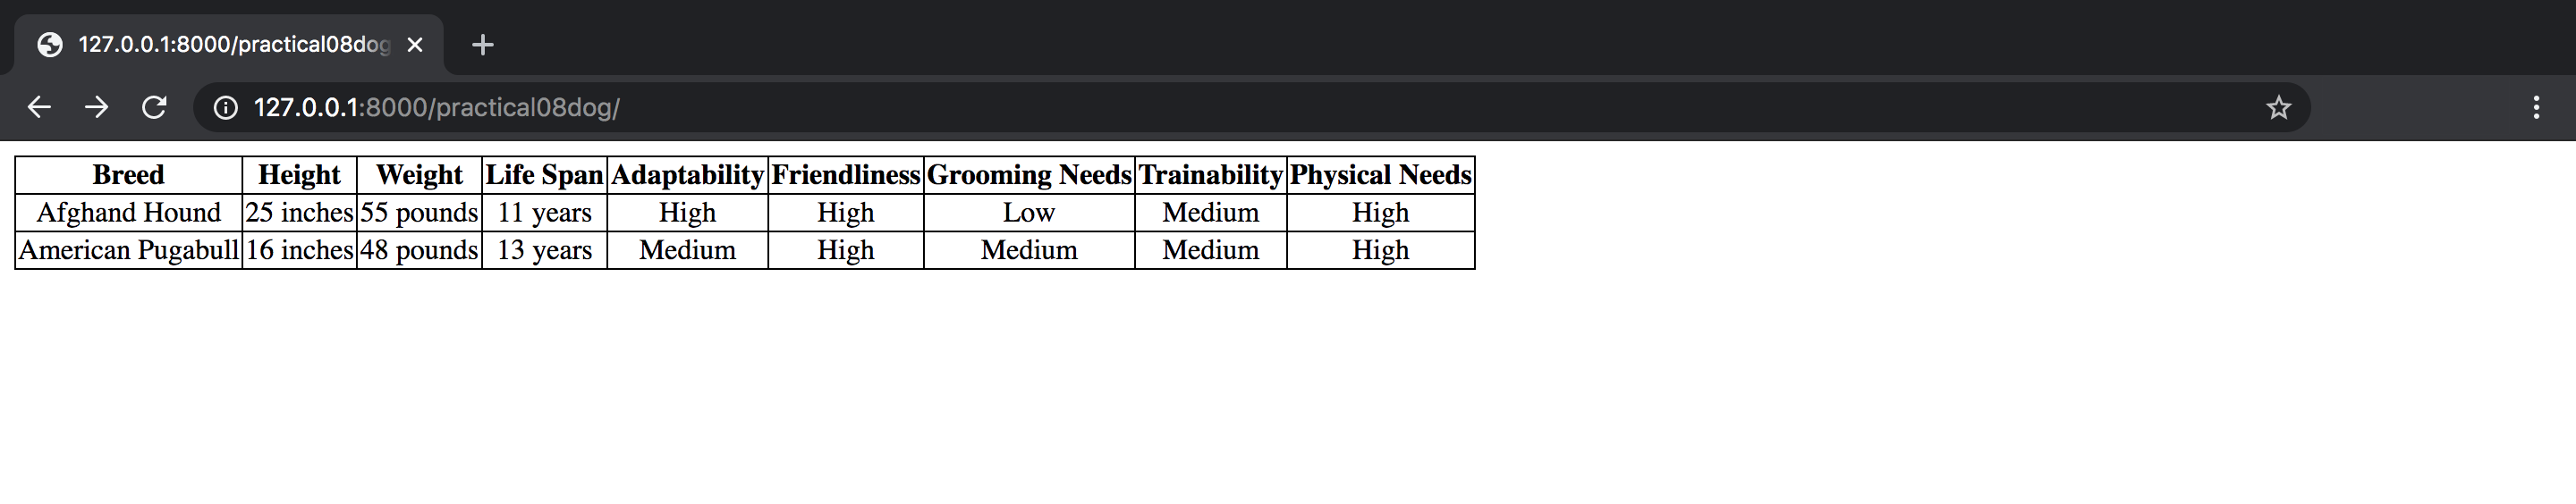 127.0.0.1:8000/practical08dog
127.0.0.1:8000/practical08dog/
Breed Height Weight Life Span Adaptability Friendliness Grooming Needs Trainability Physical Needs
Afghand Hound 25 inches 55 pounds 11 years High High Low Medium High
American Pugabull 16 inches 48 pounds 13 years Medium High Medium Medium High